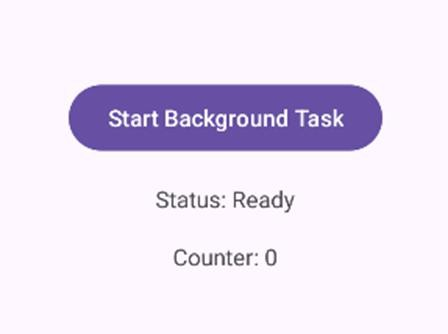 Start Background Task
Status: Ready
Counter: 0